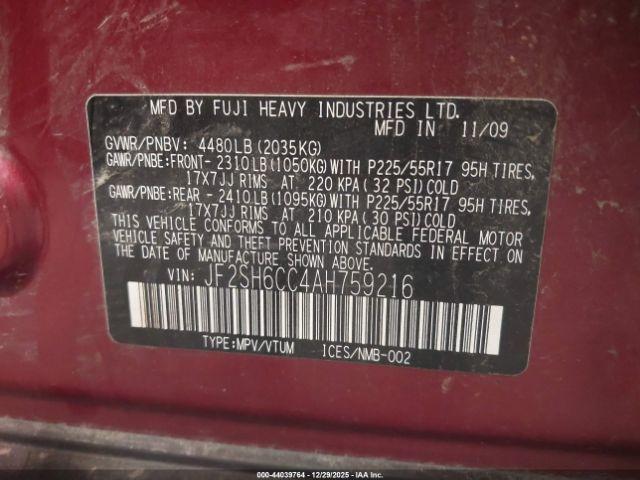 MFD BY FUJI HEAVY INDUSTRIES LTD.
MFD IN 11/09
GVWR/PNBV: 4480LB (2035KG)
GAWR/PNBE:FRONT- 2310LB(1050KG)WITH P225/55R17 95H TIRES,
17X7JJ RIMS AT 220 KPA(32 PSI)COLD
GAWR/PNBE:REAR - 2410LB(1095KG)WITH P225/55R17 95H TIRES,
17X7JJ RIMS AT 210 KPA(30 PSI)COLD
THIS VEHICLE CONFORMS TO ALL APPLICABLE FEDERAL MOTOR
VEHICLE SAFETY AND THEFT PREVENTION STANDARDS IN EFFECT ON
THE DATE OF MANUFACTURE SHOWN ABOVE.
VIN: JF2SH6CC4AH759216
TYPE:MPV/VTUM ICES/NMB-002
000-44039764 - 12/29/2025 - IAAI.COM